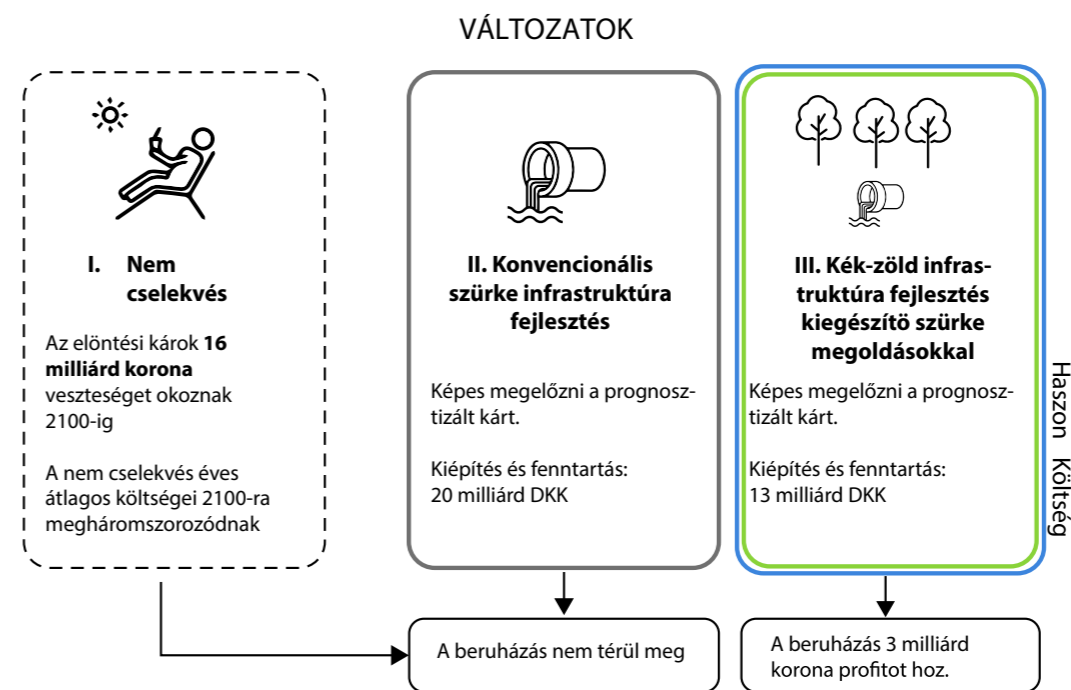 VÁLTOZATOK
I. Nem
cselekvés
Az elöntési károk 16
milliárd korona
veszteséget okoznak
2100-ig
A nem cselekvés éves
átlagos költségei 2100-ra
megháromszorozódnak
II. Konvencionális
szürke infrastruktúra
fejlesztés
Képes megelőzni a prognosz-
tizált kárt.
Kiépítés és fenntartás:
20 milliárd DKK
III. Kék-zöld infras-
truktúra fejlesztés
kiegészítö szürke
megoldásokkal
Képes megelőzni a prognosz-
tizált kárt.
Kiépítés és fenntartás:
13 milliárd DKK
Haszon Költség
A beruházás nem térül meg
A beruházás 3 milliárd
korona profitot hoz.